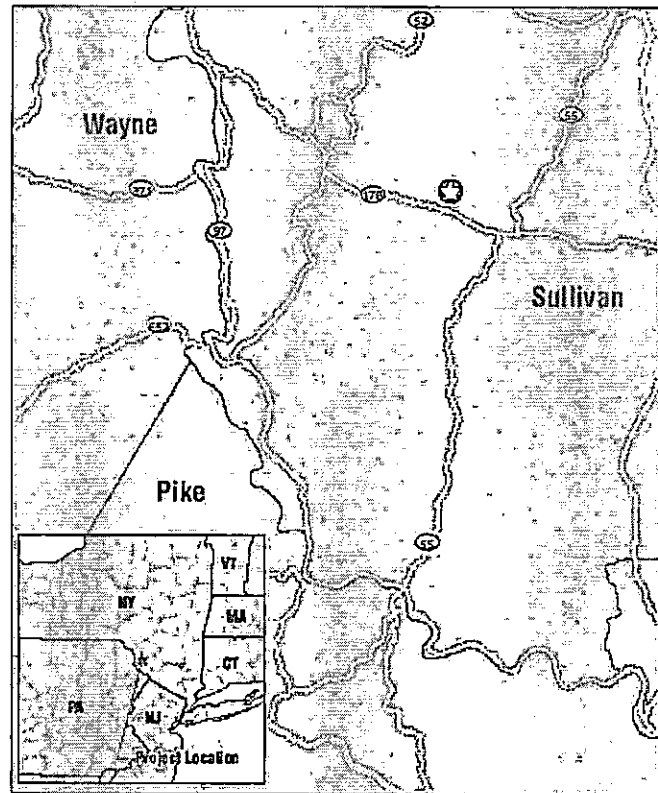 52
Wayne
55
371
17B
97
Sullivan
652
Pike
55
VT
NY
MA
CT
PA
NJ
Project Location